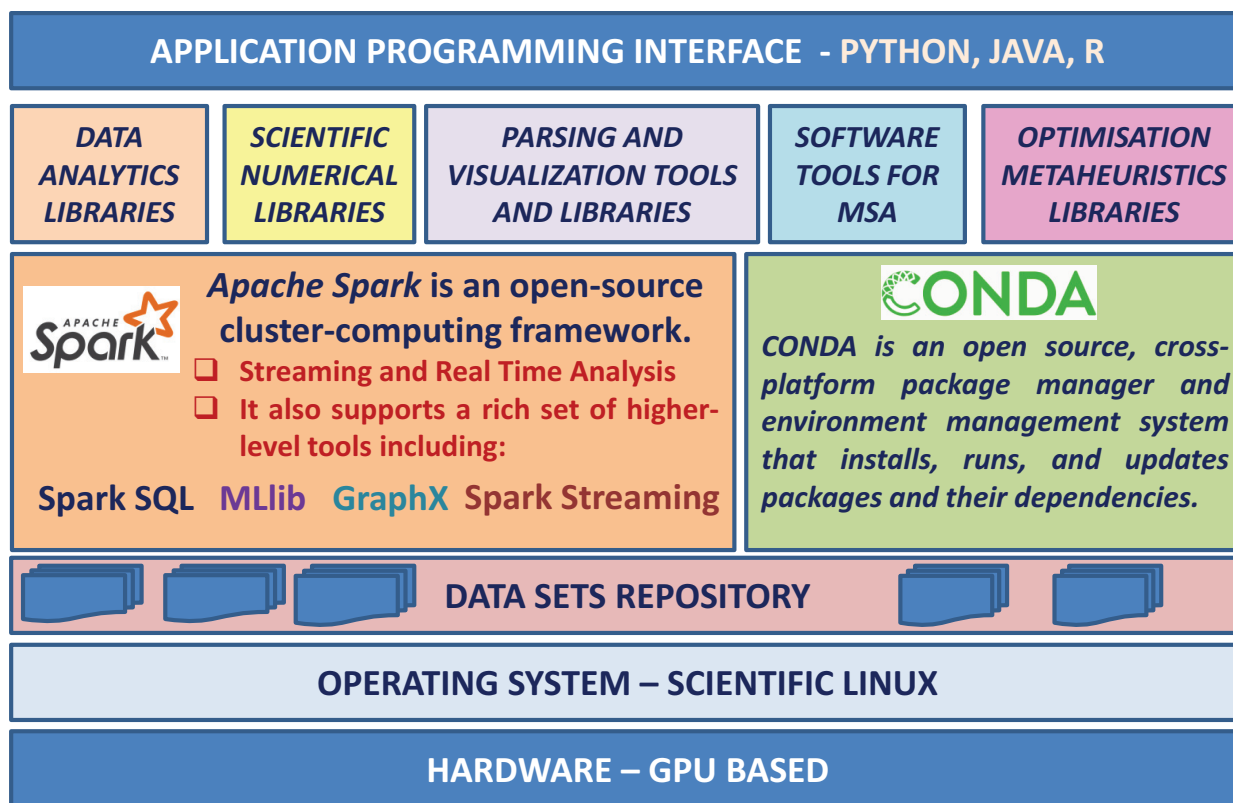 APPLICATION PROGRAMMING INTERFACE - PYTHON, JAVA, R
DATA
ANALYTICS
LIBRARIES
SCIENTIFIC
NUMERICAL
LIBRARIES
PARSING AND
VISUALIZATION TOOLS
AND LIBRARIES
SOFTWARE
TOOLS FOR
MSA
OPTIMISATION
METAHEURISTICS
LIBRARIES
APACHE
Spark™
Apache Spark is an open-source
cluster-computing framework.
❑ Streaming and Real Time Analysis
❑ It also supports a rich set of higher-
level tools including:
Spark SQL MLlib GraphX Spark Streaming
CONDA
CONDA is an open source, cross-
platform package manager and
environment management system
that installs, runs, and updates
packages and their dependencies.
DATA SETS REPOSITORY
OPERATING SYSTEM – SCIENTIFIC LINUX
HARDWARE – GPU BASED